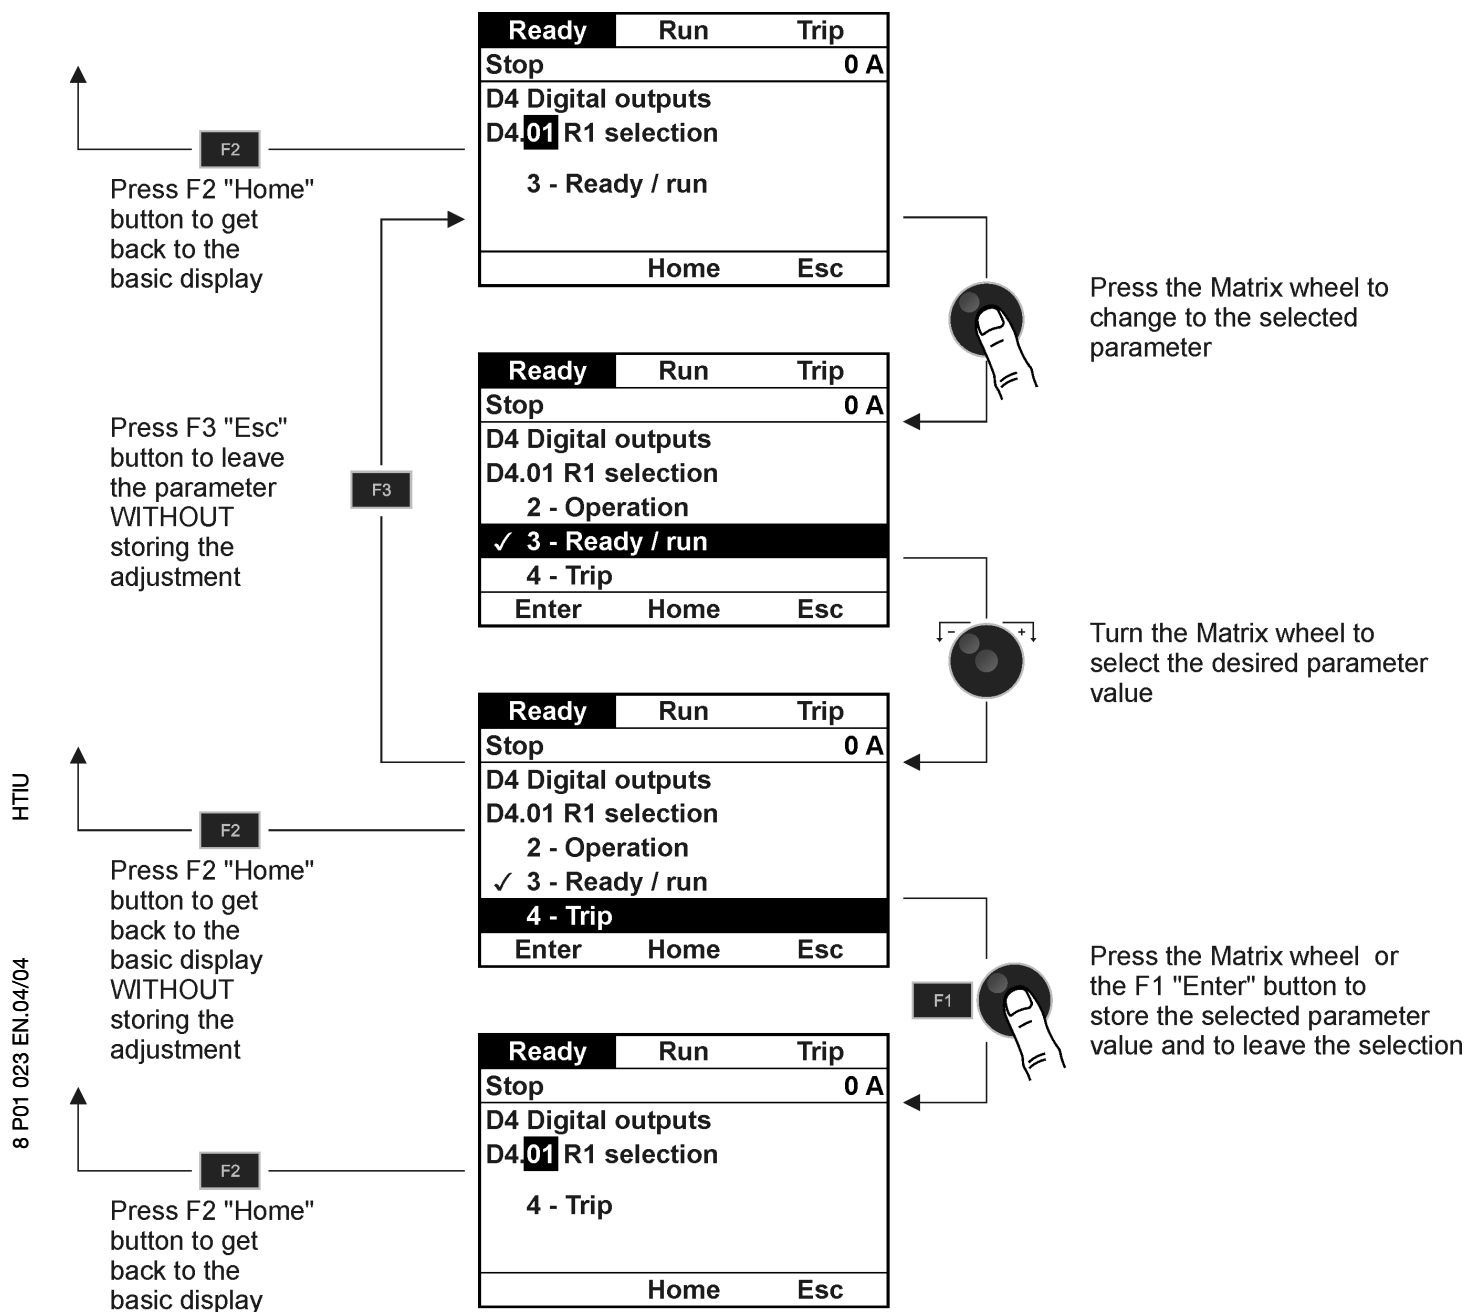 Ready Run Trip
Stop 0 A
D4 Digital outputs
D4.01 R1 selection
3 - Ready / run
Home Esc
F2
Press F2 "Home"
button to get
back to the
basic display
Press the Matrix wheel to
change to the selected
parameter
Ready Run Trip
Stop 0 A
D4 Digital outputs
D4.01 R1 selection
2 - Operation
✓ 3 - Ready / run
4 - Trip
Enter Home Esc
Press F3 "Esc"
button to leave
the parameter
WITHOUT
storing the
adjustment
F3
- +
Turn the Matrix wheel to
select the desired parameter
value
Ready Run Trip
Stop 0 A
D4 Digital outputs
D4.01 R1 selection
2 - Operation
✓ 3 - Ready / run
4 - Trip
Enter Home Esc
F2
Press F2 "Home"
button to get
back to the
basic display
WITHOUT
storing the
adjustment
F1
Press the Matrix wheel or
the F1 "Enter" button to
store the selected parameter
value and to leave the selection
Ready Run Trip
Stop 0 A
D4 Digital outputs
D4.01 R1 selection
4 - Trip
Home Esc
F2
Press F2 "Home"
button to get
back to the
basic display
8 P01 023 EN.04/04
HTIU